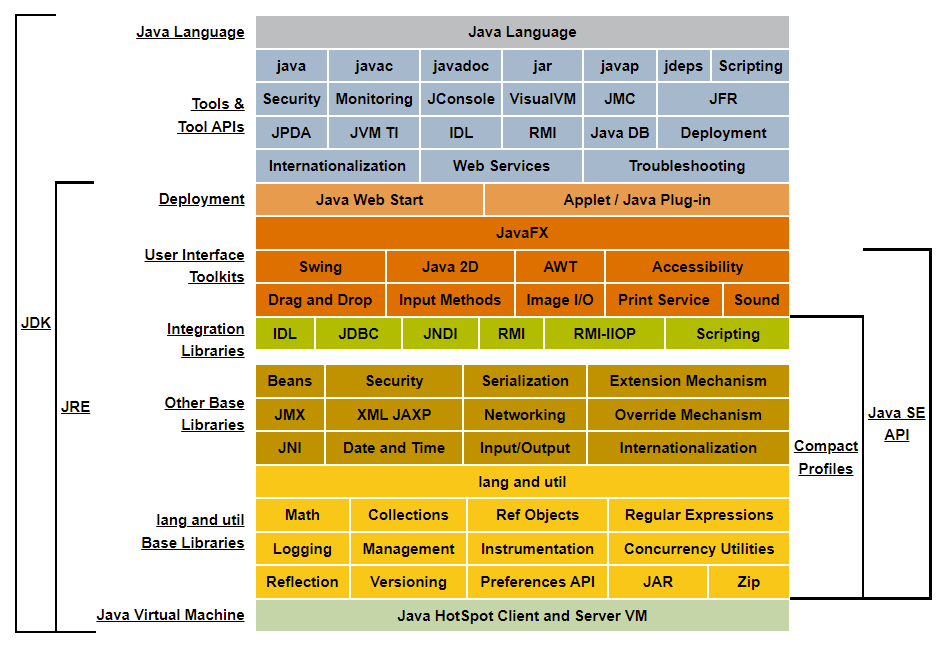 Java Language Java Language
java javac javadoc jar javap jdeps Scripting
Tools & Security Monitoring JConsole VisualVM JMC JFR
Tool APIs JPDA JVM TI IDL RMI Java DB Deployment
Internationalization Web Services Troubleshooting
Deployment Java Web Start Applet / Java Plug-in
JavaFX
User Interface
Toolkits
Swing Java 2D AWT Accessibility
Drag and Drop Input Methods Image I/O Print Service Sound
JDK
Integration
Libraries
IDL JDBC JNDI RMI RMI-IIOP Scripting
Beans Security Serialization Extension Mechanism
JRE
Other Base
Libraries
JMX XML JAXP Networking Override Mechanism
Java SE
API
JNI Date and Time Input/Output Internationalization
Compact
Profiles
lang and util
Math Collections Ref Objects Regular Expressions
lang and util
Base Libraries
Logging Management Instrumentation Concurrency Utilities
Reflection Versioning Preferences API JAR Zip
Java Virtual Machine Java HotSpot Client and Server VM